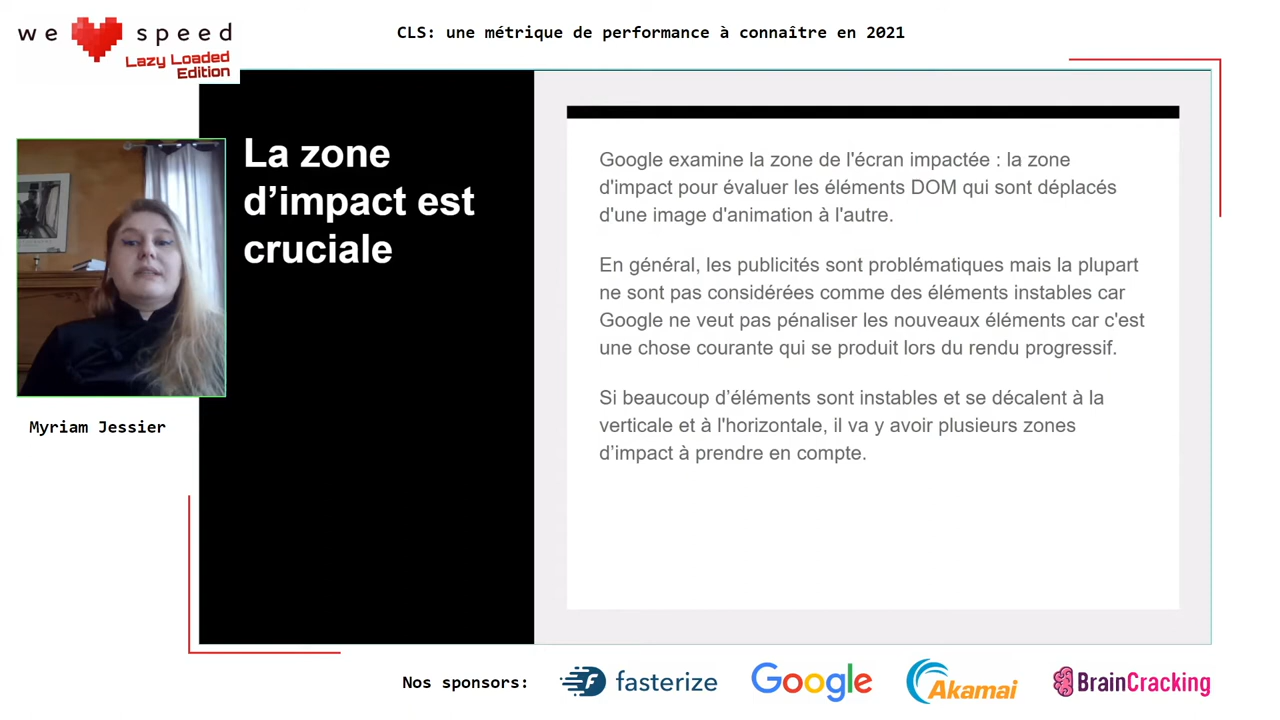 we speed
Lazy Loaded
Edition
CLS: une métrique de performance à connaître en 2021
La zone
d’impact est
cruciale
Google examine la zone de l'écran impactée : la zone
d'impact pour évaluer les éléments DOM qui sont déplacés
d'une image d'animation à l'autre.
En général, les publicités sont problématiques mais la plupart
ne sont pas considérées comme des éléments instables car
Google ne veut pas pénaliser les nouveaux éléments car c'est
une chose courante qui se produit lors du rendu progressif.
Si beaucoup d’éléments sont instables et se décalent à la
verticale et à l'horizontale, il va y avoir plusieurs zones
d’impact à prendre en compte.
Myriam Jessier
Nos sponsors:
fasterize
Google
Akamai
BrainCracking